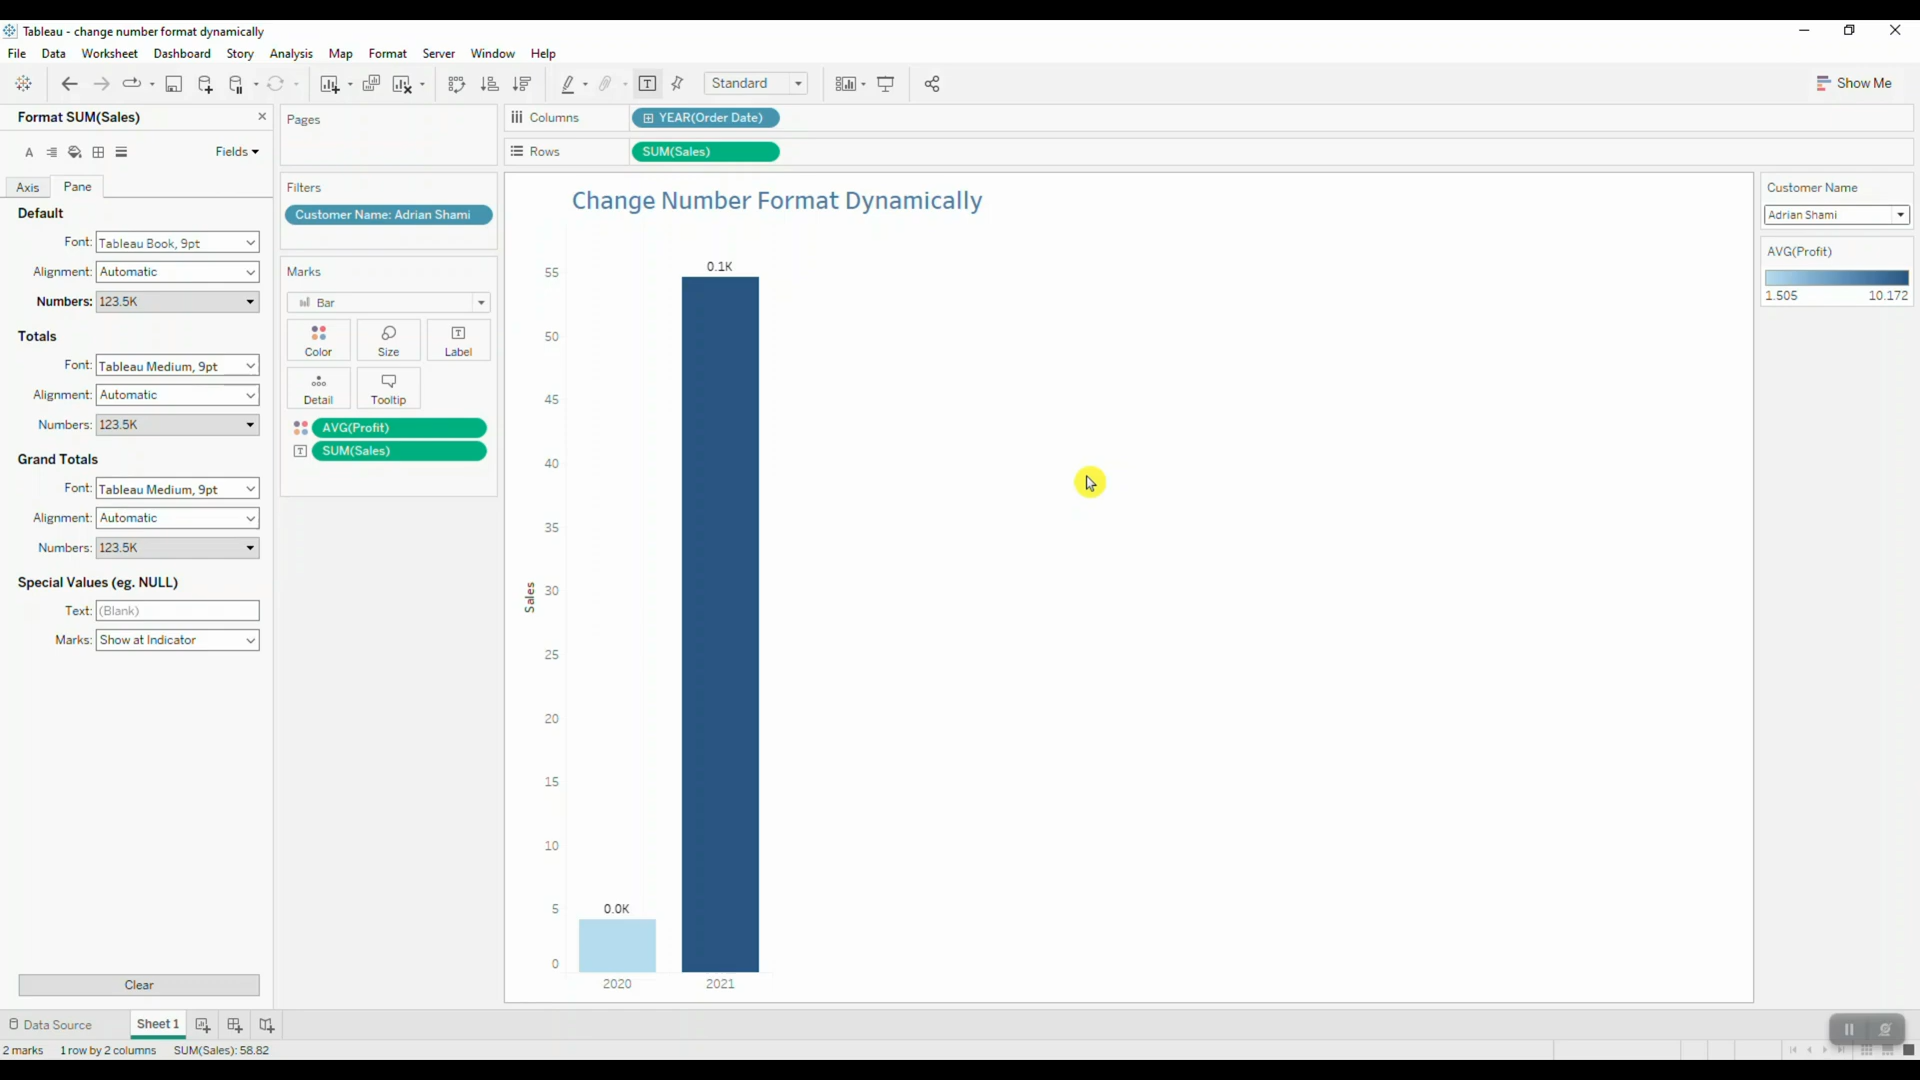 Tableau - change number format dynamically
File Data Worksheet Dashboard Story Analysis Map Format Server Window Help
Standard
Show Me
Format SUM(Sales)
Fields
Axis Pane
Default
Font: Tableau Book, 9pt
Alignment: Automatic
Numbers: 123.5K
Totals
Font: Tableau Medium, 9pt
Alignment: Automatic
Numbers: 123.5K
Grand Totals
Font: Tableau Medium, 9pt
Alignment: Automatic
Numbers: 123.5K
Special Values (eg. NULL)
Text: (Blank)
Marks: Show at Indicator
Clear
Pages
Filters
Customer Name: Adrian Shami
Marks
Bar
Color Size Label
Detail Tooltip
AVG(Profit)
SUM(Sales)
Columns YEAR(Order Date)
Rows SUM(Sales)
Change Number Format Dynamically
55
50
45
40
35
30
25
20
15
10
5
0
Sales
0.1K
0.0K
2020 2021
Customer Name
Adrian Shami
AVG(Profit)
1.505 10.172
Data Source Sheet 1
2 marks 1 row by 2 columns SUM(Sales): 58.82